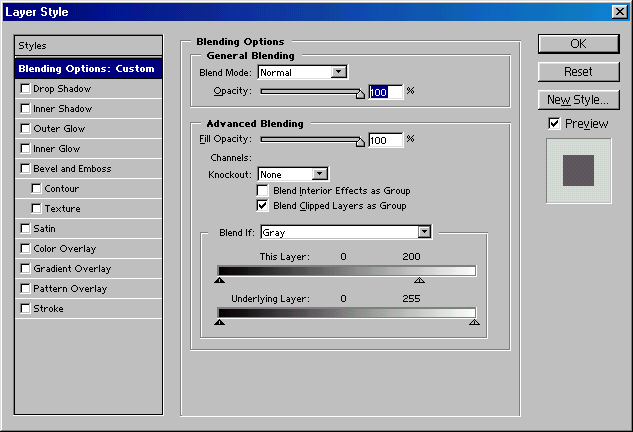 Layer Style
Styles
Blending Options: Custom
Drop Shadow
Inner Shadow
Outer Glow
Inner Glow
Bevel and Emboss
Contour
Texture
Satin
Color Overlay
Gradient Overlay
Pattern Overlay
Stroke
Blending Options
General Blending
Blend Mode: Normal
Opacity: 100 %
Advanced Blending
Fill Opacity: 100 %
Channels:
Knockout: None
Blend Interior Effects as Group
Blend Clipped Layers as Group
Blend If: Gray
This Layer: 0 200
Underlying Layer: 0 255
OK
Reset
New Style...
Preview